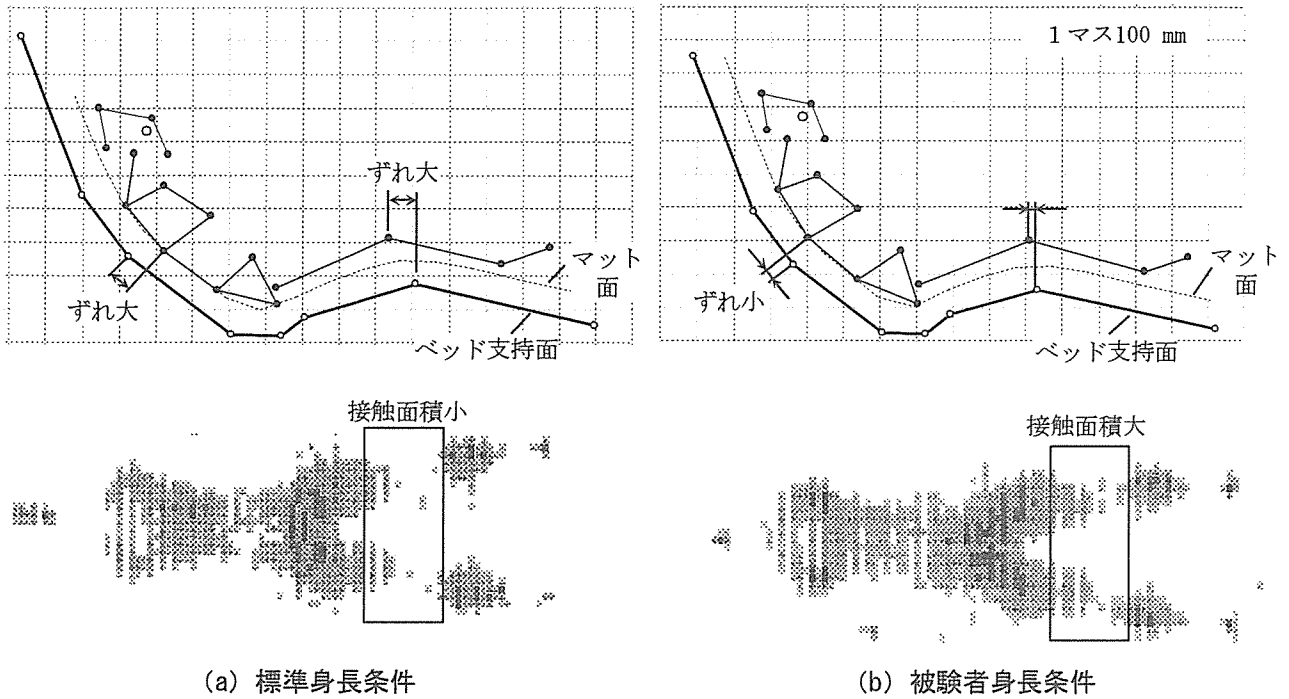 ずれ大
ずれ大
マット
面
ベッド支持面
1マス100 mm
ずれ小
マット
面
ベッド支持面
接触面積小
接触面積大
(a) 標準身長条件
(b) 被験者身長条件